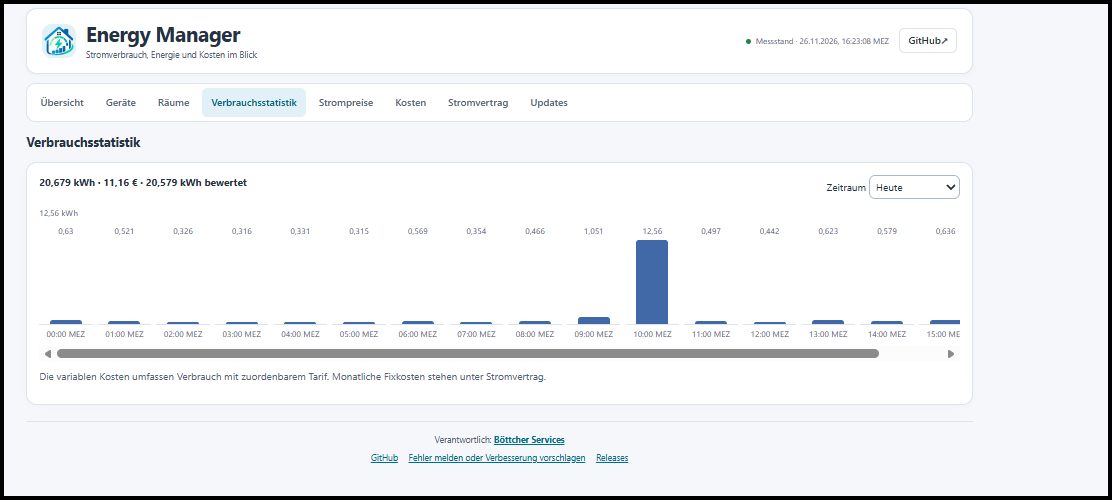 Energy Manager
Stromverbrauch, Energie und Kosten im Blick
Messstand · 26.11.2026, 16:23:08 MEZ
GitHub↗
Übersicht Geräte Räume Verbrauchsstatistik Strompreise Kosten Stromvertrag Updates
Verbrauchsstatistik
20,679 kWh · 11,16 € · 20,579 kWh bewertet
Zeitraum Heute
12,56 kWh
0,63 0,521 0,326 0,316 0,331 0,315 0,569 0,354 0,466 1,051 12,56 0,497 0,442 0,623 0,579 0,636
00:00 MEZ 01:00 MEZ 02:00 MEZ 03:00 MEZ 04:00 MEZ 05:00 MEZ 06:00 MEZ 07:00 MEZ 08:00 MEZ 09:00 MEZ 10:00 MEZ 11:00 MEZ 12:00 MEZ 13:00 MEZ 14:00 MEZ 15:00 ME
Die variablen Kosten umfassen Verbrauch mit zuordenbarem Tarif. Monatliche Fixkosten stehen unter Stromvertrag.
Verantwortlich: Böttcher Services
GitHub Fehler melden oder Verbesserung vorschlagen Releases